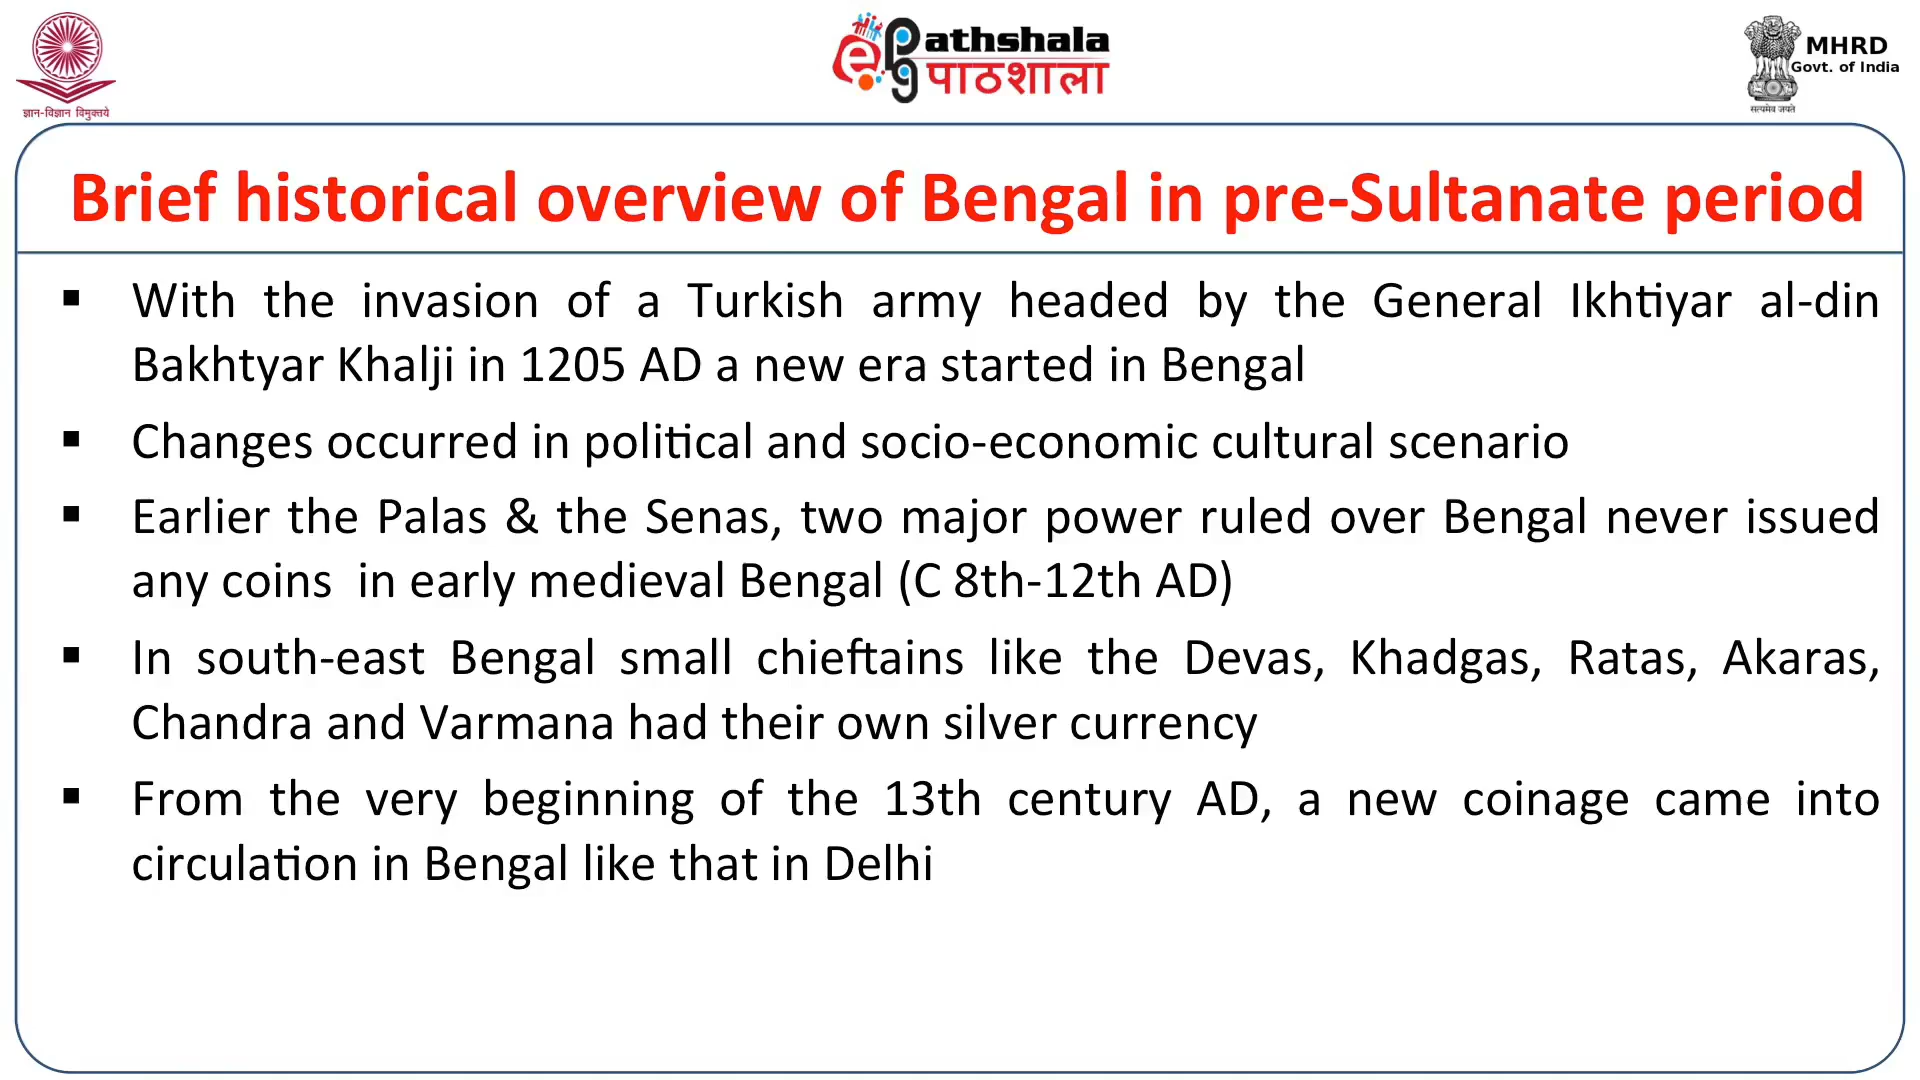 ज्ञान-विज्ञान विमुक्तये
ePG Pathshala
पाठशाला
MHRD
Govt. of India
सत्यमेव जयते
Brief historical overview of Bengal in pre-Sultanate period
▪ With the invasion of a Turkish army headed by the General Ikhtiyar al-din
Bakhtyar Khalji in 1205 AD a new era started in Bengal
▪ Changes occurred in political and socio-economic cultural scenario
▪ Earlier the Palas & the Senas, two major power ruled over Bengal never issued
any coins  in early medieval Bengal (C 8th-12th AD)
▪ In south-east Bengal small chieftains like the Devas, Khadgas, Ratas, Akaras,
Chandra and Varmana had their own silver currency
▪ From the very beginning of the 13th century AD, a new coinage came into
circulation in Bengal like that in Delhi